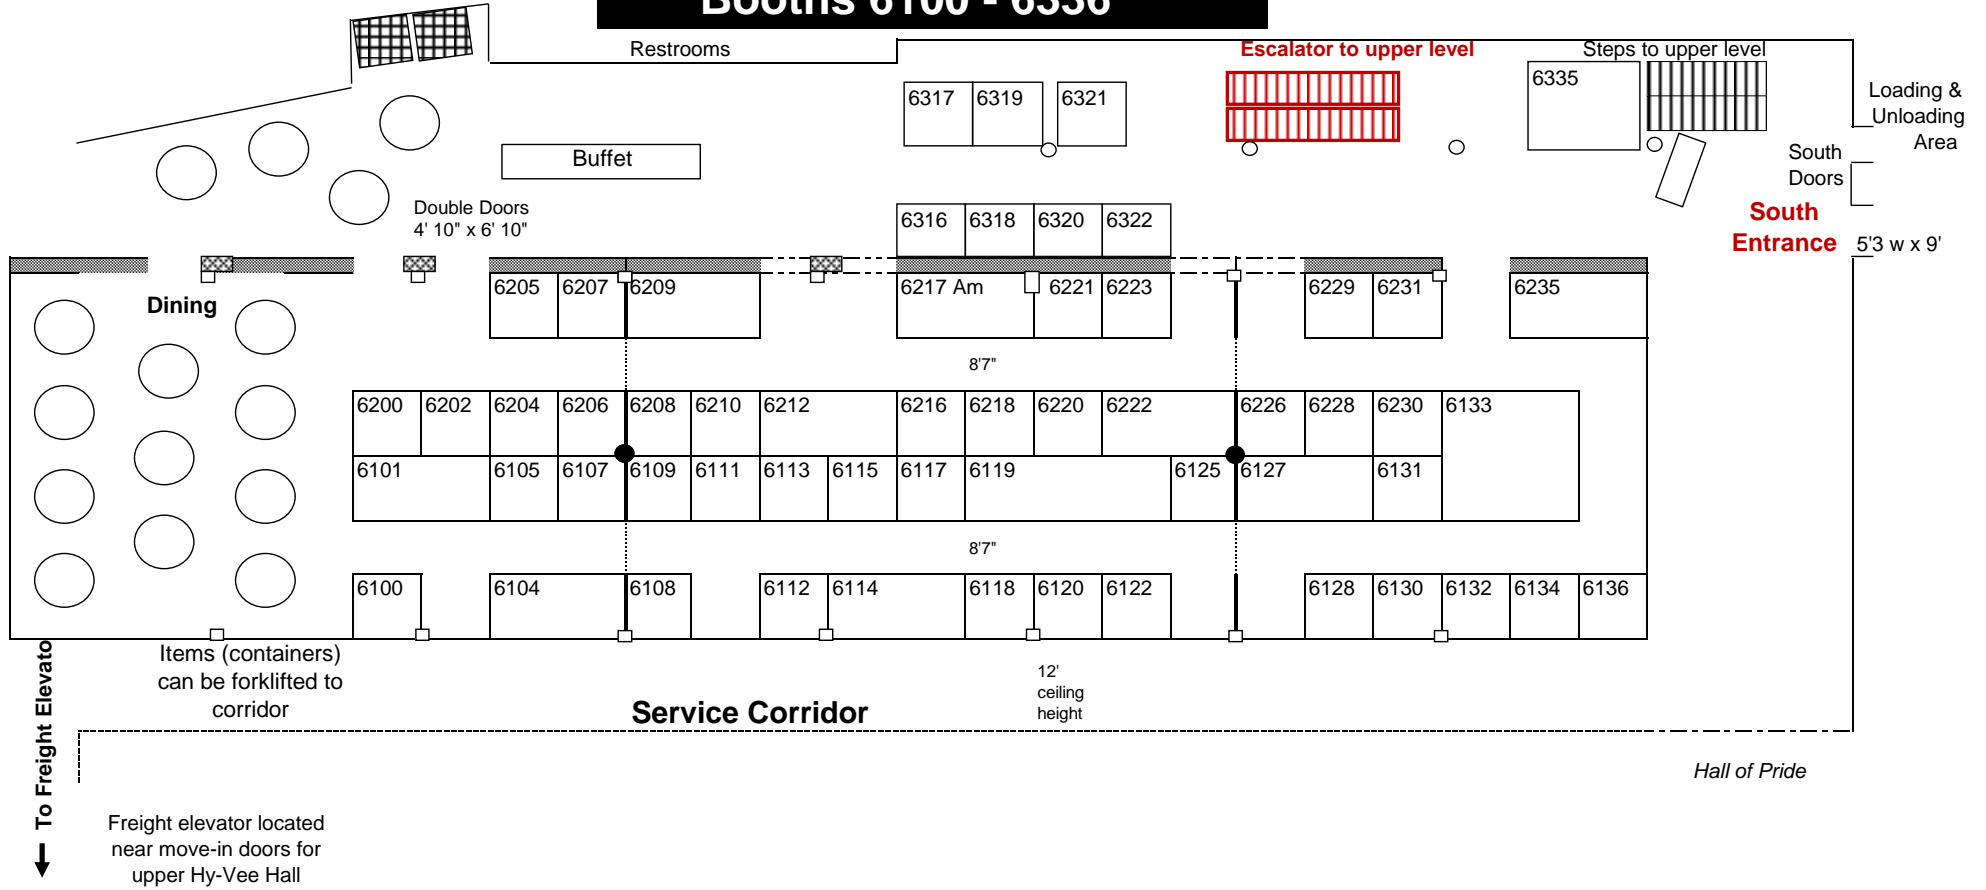 Booths 6100 - 6336
Restrooms
Escalator to upper level
Steps to upper level
6317
6319
6321
6335
Loading &
Unloading
Area
Buffet
South
Doors
Double Doors
4' 10" x 6' 10"
6316
6318
6320
6322
South
Entrance
5'3 w x 9'
Dining
6205
6207
6209
6217 Am
6221
6223
6229
6231
6235
8'7"
6200
6202
6204
6206
6208
6210
6212
6216
6218
6220
6222
6226
6228
6230
6133
6101
6105
6107
6109
6111
6113
6115
6117
6119
6125
6127
6131
8'7"
6100
6104
6108
6112
6114
6118
6120
6122
6128
6130
6132
6134
6136
Items (containers)
can be forklifted to
corridor
12'
ceiling
height
Service Corridor
To Freight Elevato
Hall of Pride
Freight elevator located
near move-in doors for
upper Hy-Vee Hall